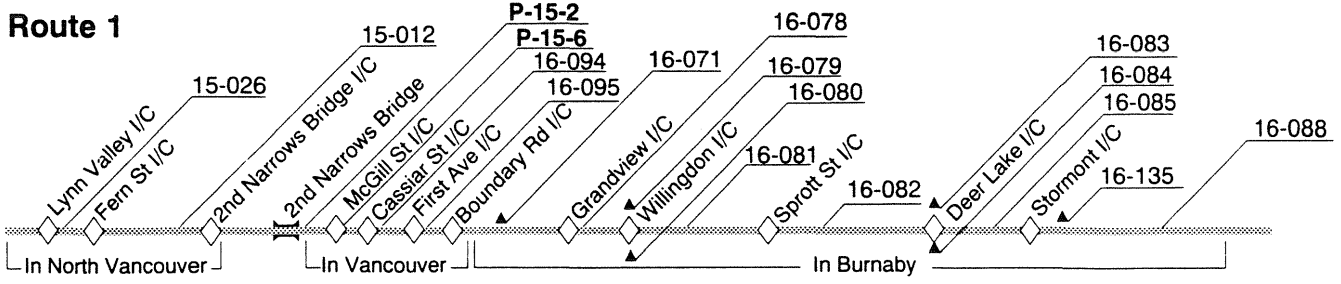 Route 1
15-026
15-012
P-15-2
P-15-6
16-094
16-095
16-071
16-078
16-079
16-080
16-081
16-082
16-083
16-084
16-085
16-135
16-088
Lynn Valley I/C
Fern St I/C
2nd Narrows Bridge I/C
2nd Narrows Bridge
McGill St I/C
Cassiar St I/C
First Ave I/C
Boundary Rd I/C
Grandview I/C
Willingdon I/C
Sprott St I/C
Deer Lake I/C
Stormont I/C
In North Vancouver
In Vancouver
In Burnaby